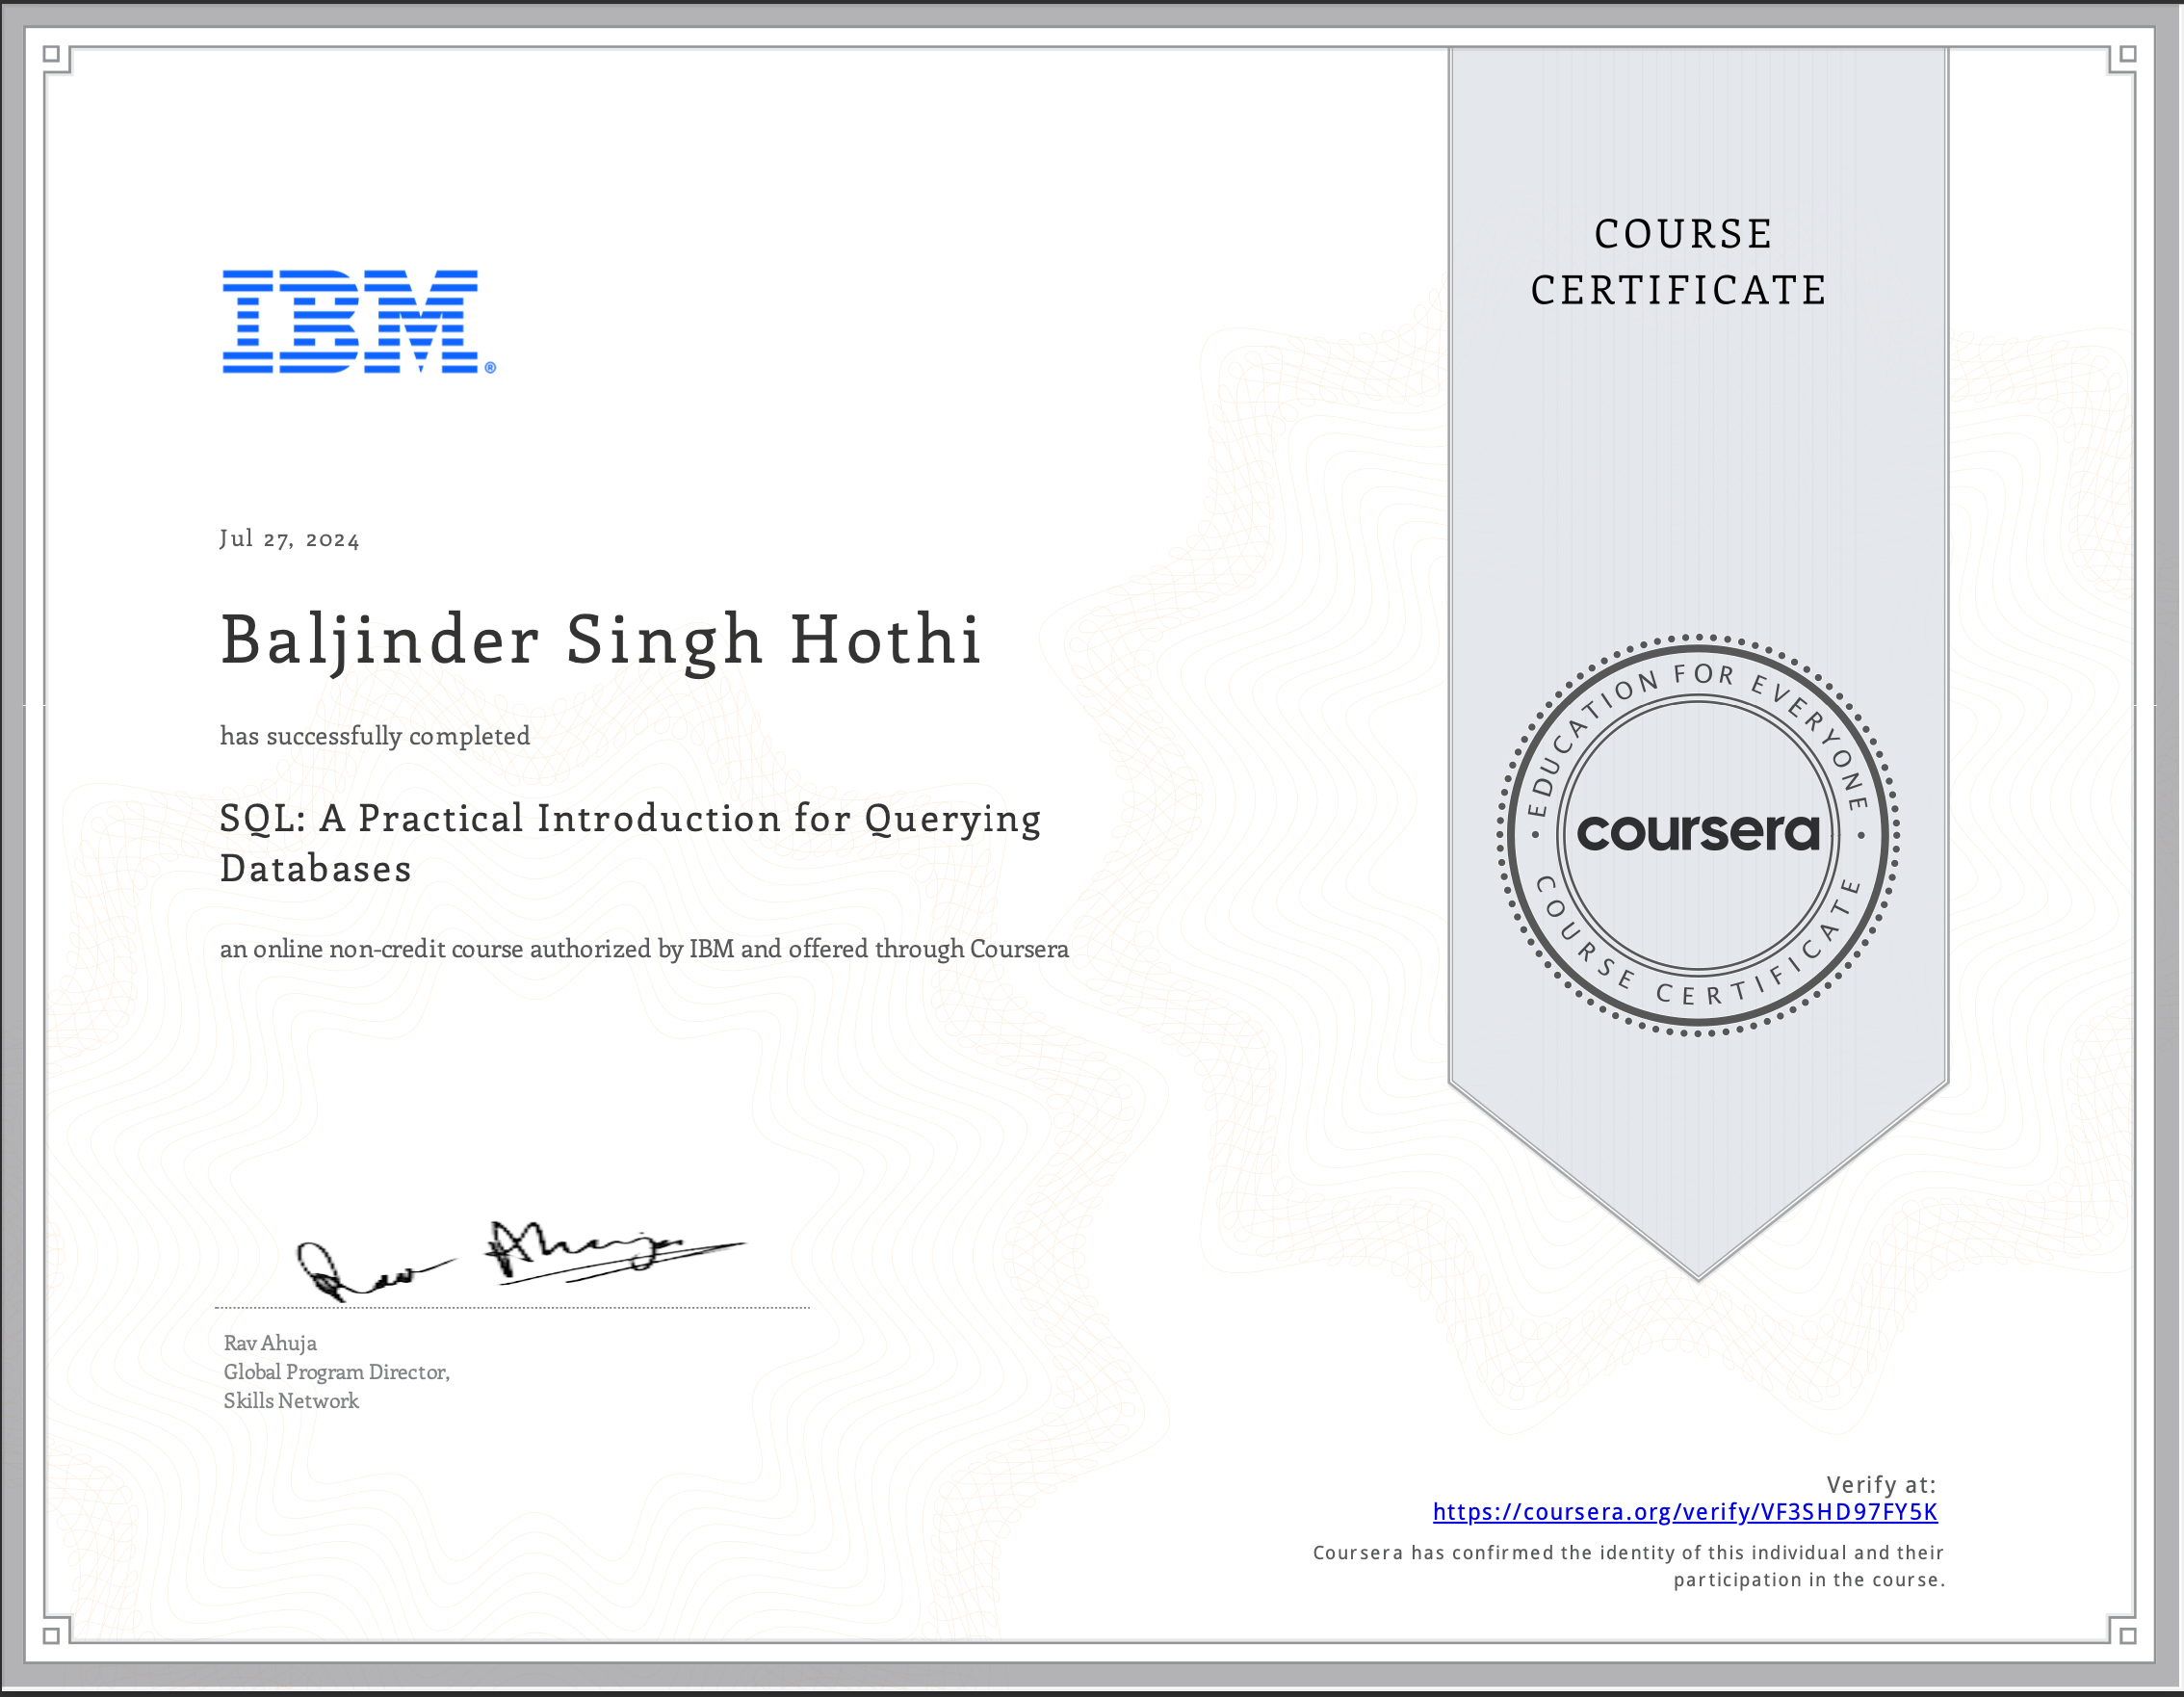 COURSE
CERTIFICATE
IBM®
Jul 27, 2024
Baljinder Singh Hothi
has successfully completed
SQL: A Practical Introduction for Querying
Databases
an online non-credit course authorized by IBM and offered through Coursera
EDUCATION FOR EVERYONE
coursera
COURSE CERTIFICATE
Rav Ahuja
Rav Ahuja
Global Program Director,
Skills Network
Verify at:
https://coursera.org/verify/VF3SHD97FY5K
Coursera has confirmed the identity of this individual and their
participation in the course.